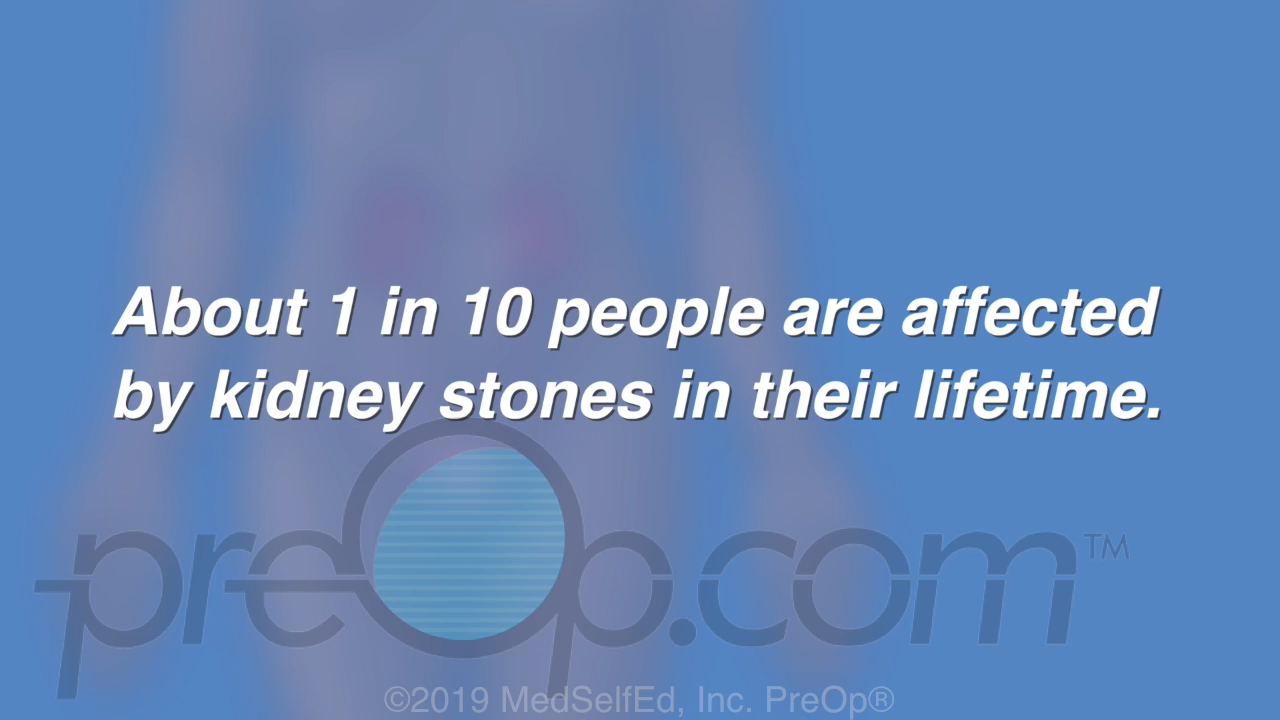 About 1 in 10 people are affected
by kidney stones in their lifetime.
preOp.com™
©2019 MedSelfEd, Inc. PreOp®